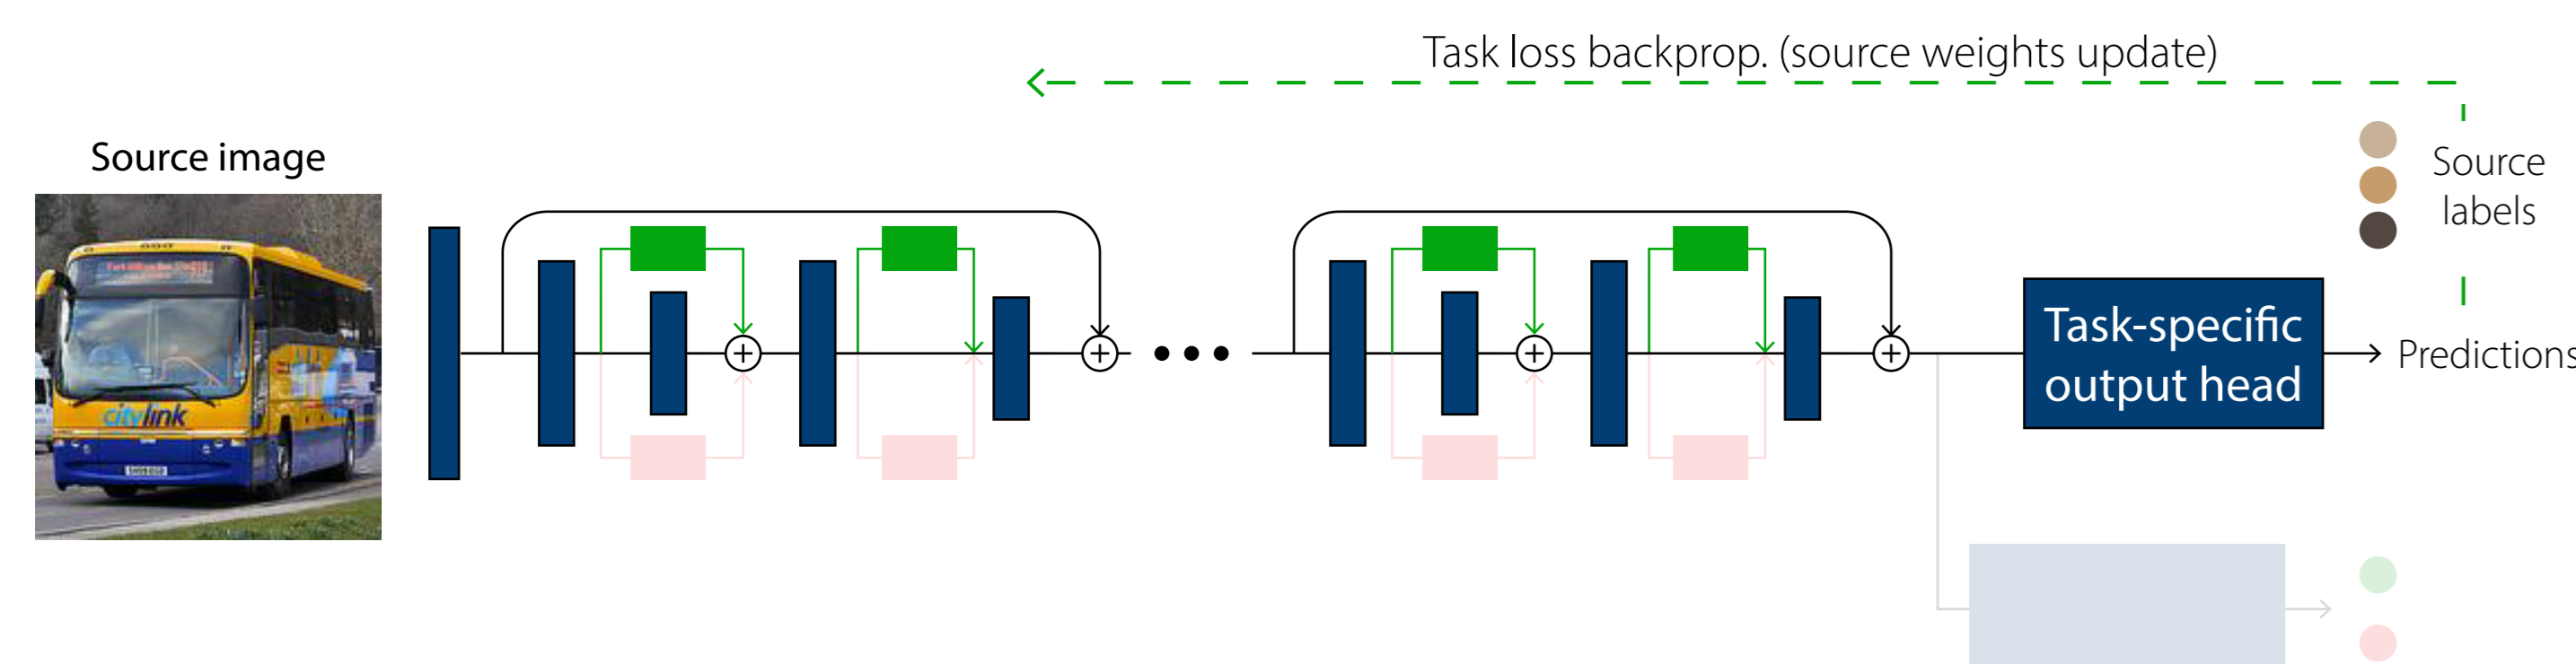 Task loss backprop. (source weights update)
Source image
Source
labels
citylink
Task-specific
output head
Predictions